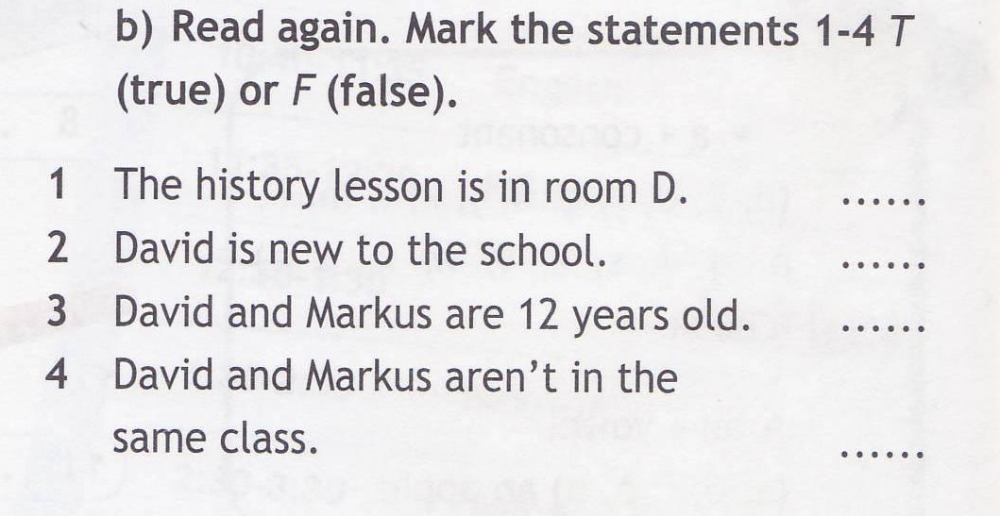 b) Read again. Mark the statements 1-4 T
(true) or F (false).
1 The history lesson is in room D. ......
2 David is new to the school. ......
3 David and Markus are 12 years old. ......
4 David and Markus aren't in the
same class. ......